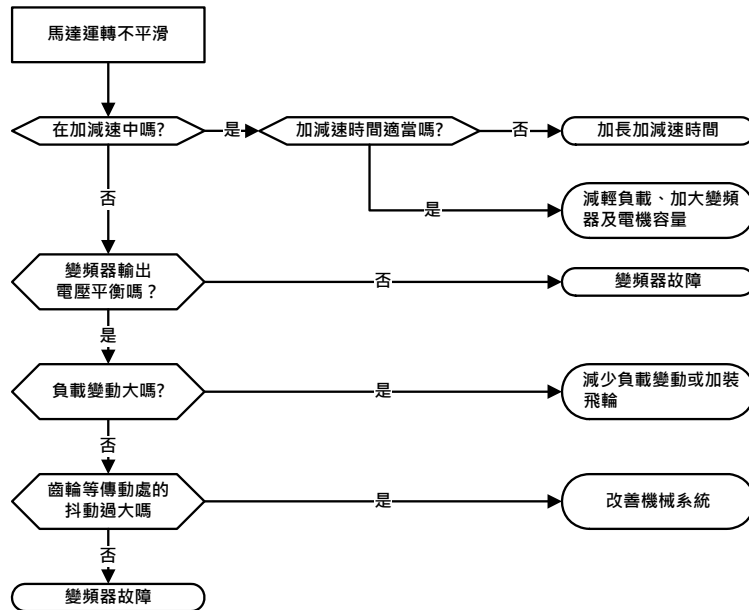 馬達運轉不平滑
在加減速中嗎?
是
加減速時間適當嗎?
否
加長加減速時間
否
是
減輕負載、加大變頻
器及電機容量
變頻器輸出
電壓平衡嗎？
否
變頻器故障
是
負載變動大嗎?
是
減少負載變動或加裝
飛輪
否
齒輪等傳動處的
抖動過大嗎
是
改善機械系統
否
變頻器故障